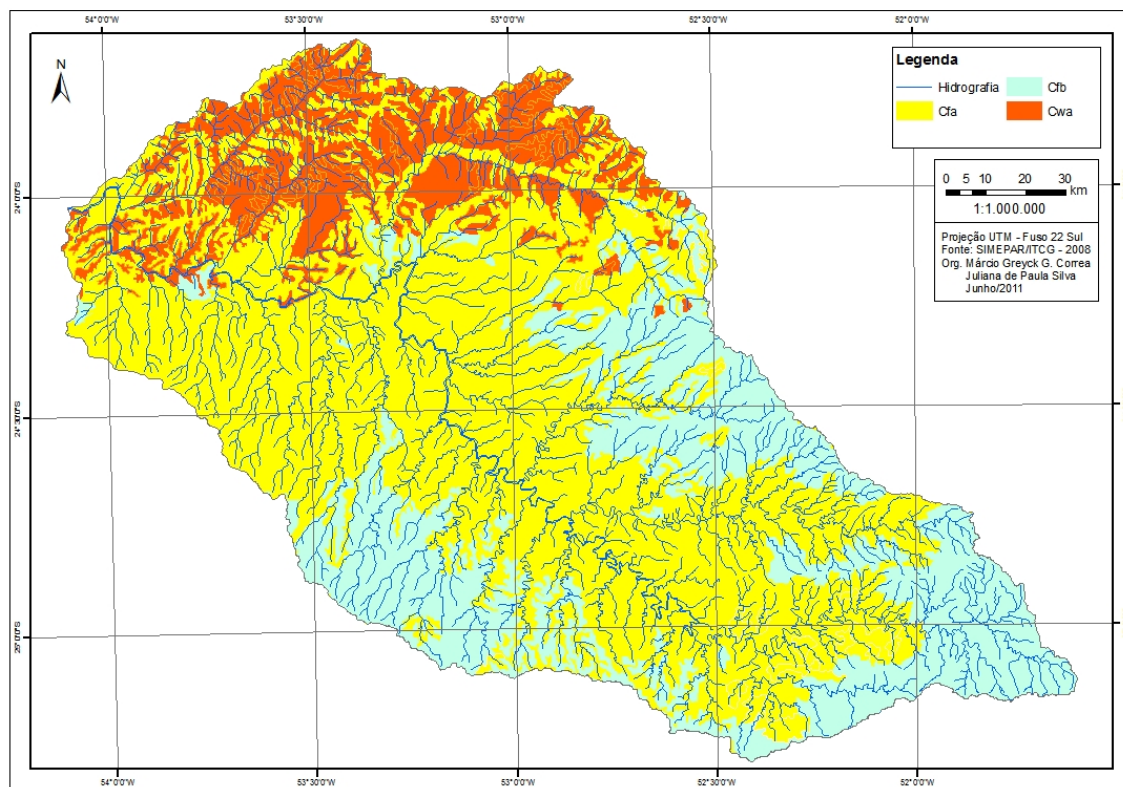 54°0'0"W 53°30'0"W 53°0'0"W 52°30'0"W 52°0'0"W
N
Legenda
Hidrografia
Cfb
Cfa
Cwa
0 5 10 20 30
km
1:1.000.000
Projeção UTM - Fuso 22 Sul
Fonte: SIMEPAR/ITCG - 2008
Org. Márcio Greyck G. Correa
Juliana de Paula Silva
Junho/2011
24°0'0"S
24°30'0"S
25°0'0"S
54°0'0"W 53°30'0"W 53°0'0"W 52°30'0"W 52°0'0"W